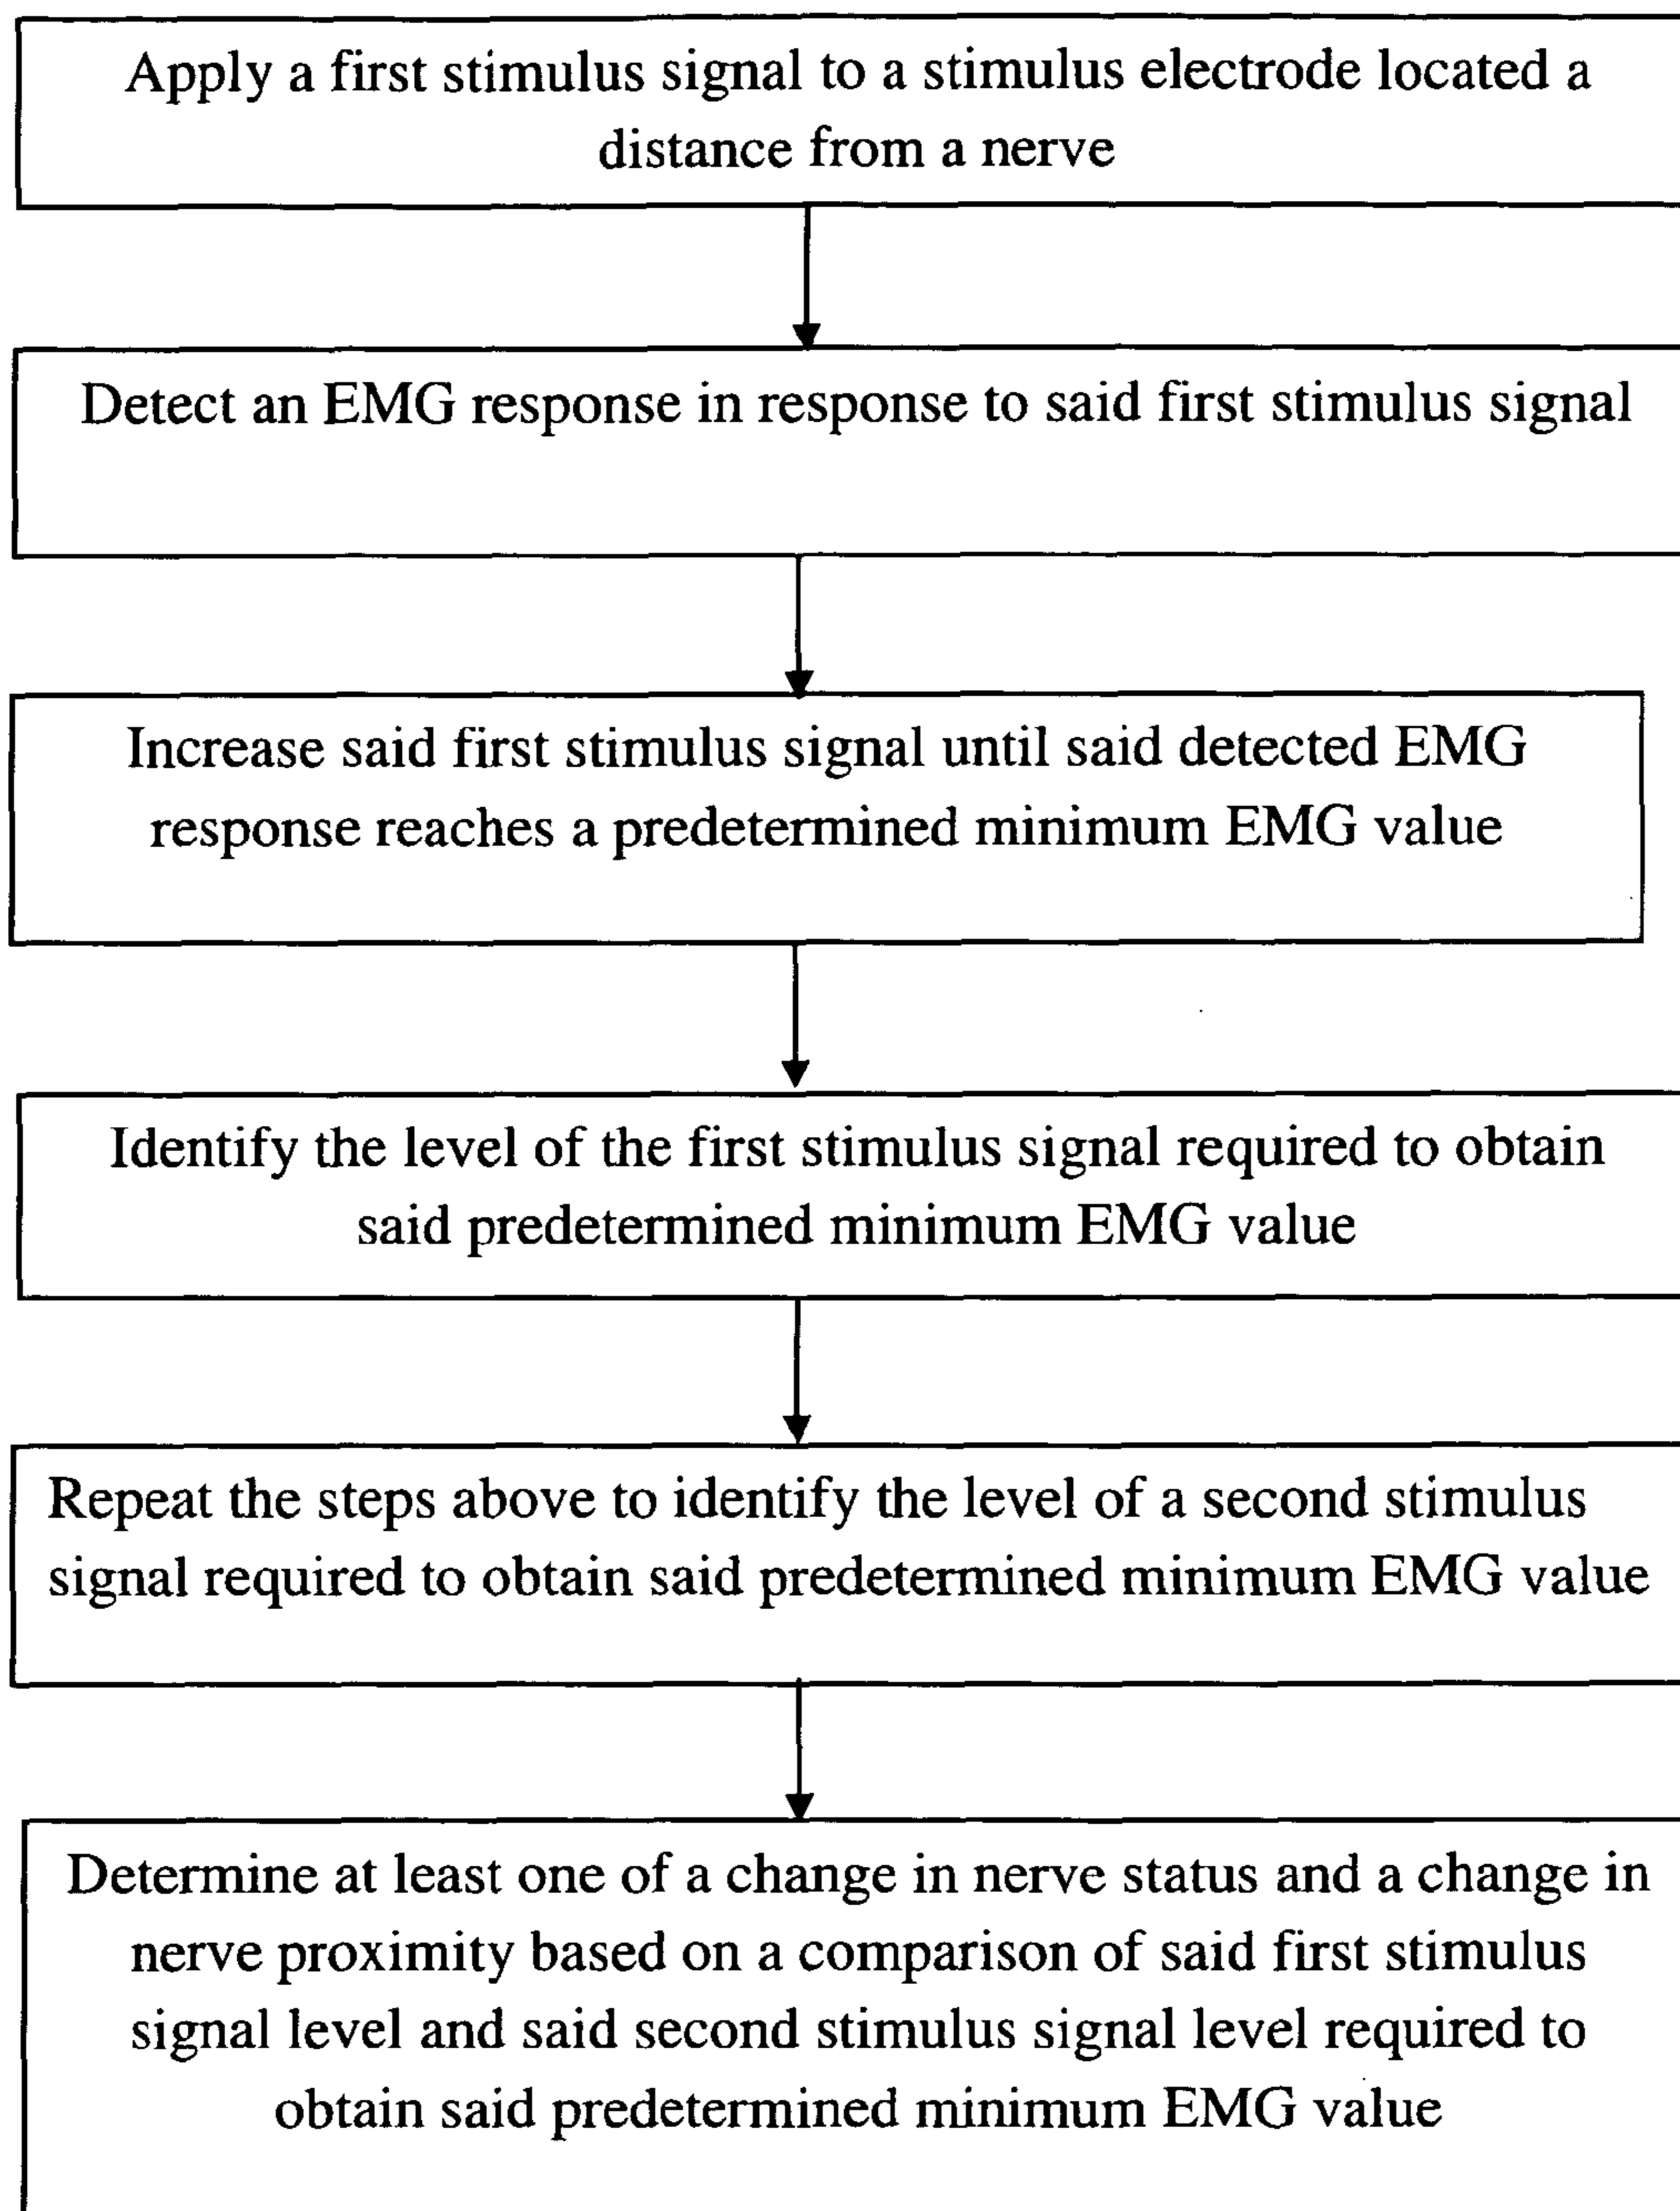 Apply a first stimulus signal to a stimulus electrode located a
distance from a nerve
Detect an EMG response in response to said first stimulus signal
Increase said first stimulus signal until said detected EMG
response reaches a predetermined minimum EMG value
Identify the level of the first stimulus signal required to obtain
said predetermined minimum EMG value
Repeat the steps above to identify the level of a second stimulus
signal required to obtain said predetermined minimum EMG value
Determine at least one of a change in nerve status and a change in
nerve proximity based on a comparison of said first stimulus
signal level and said second stimulus signal level required to
obtain said predetermined minimum EMG value